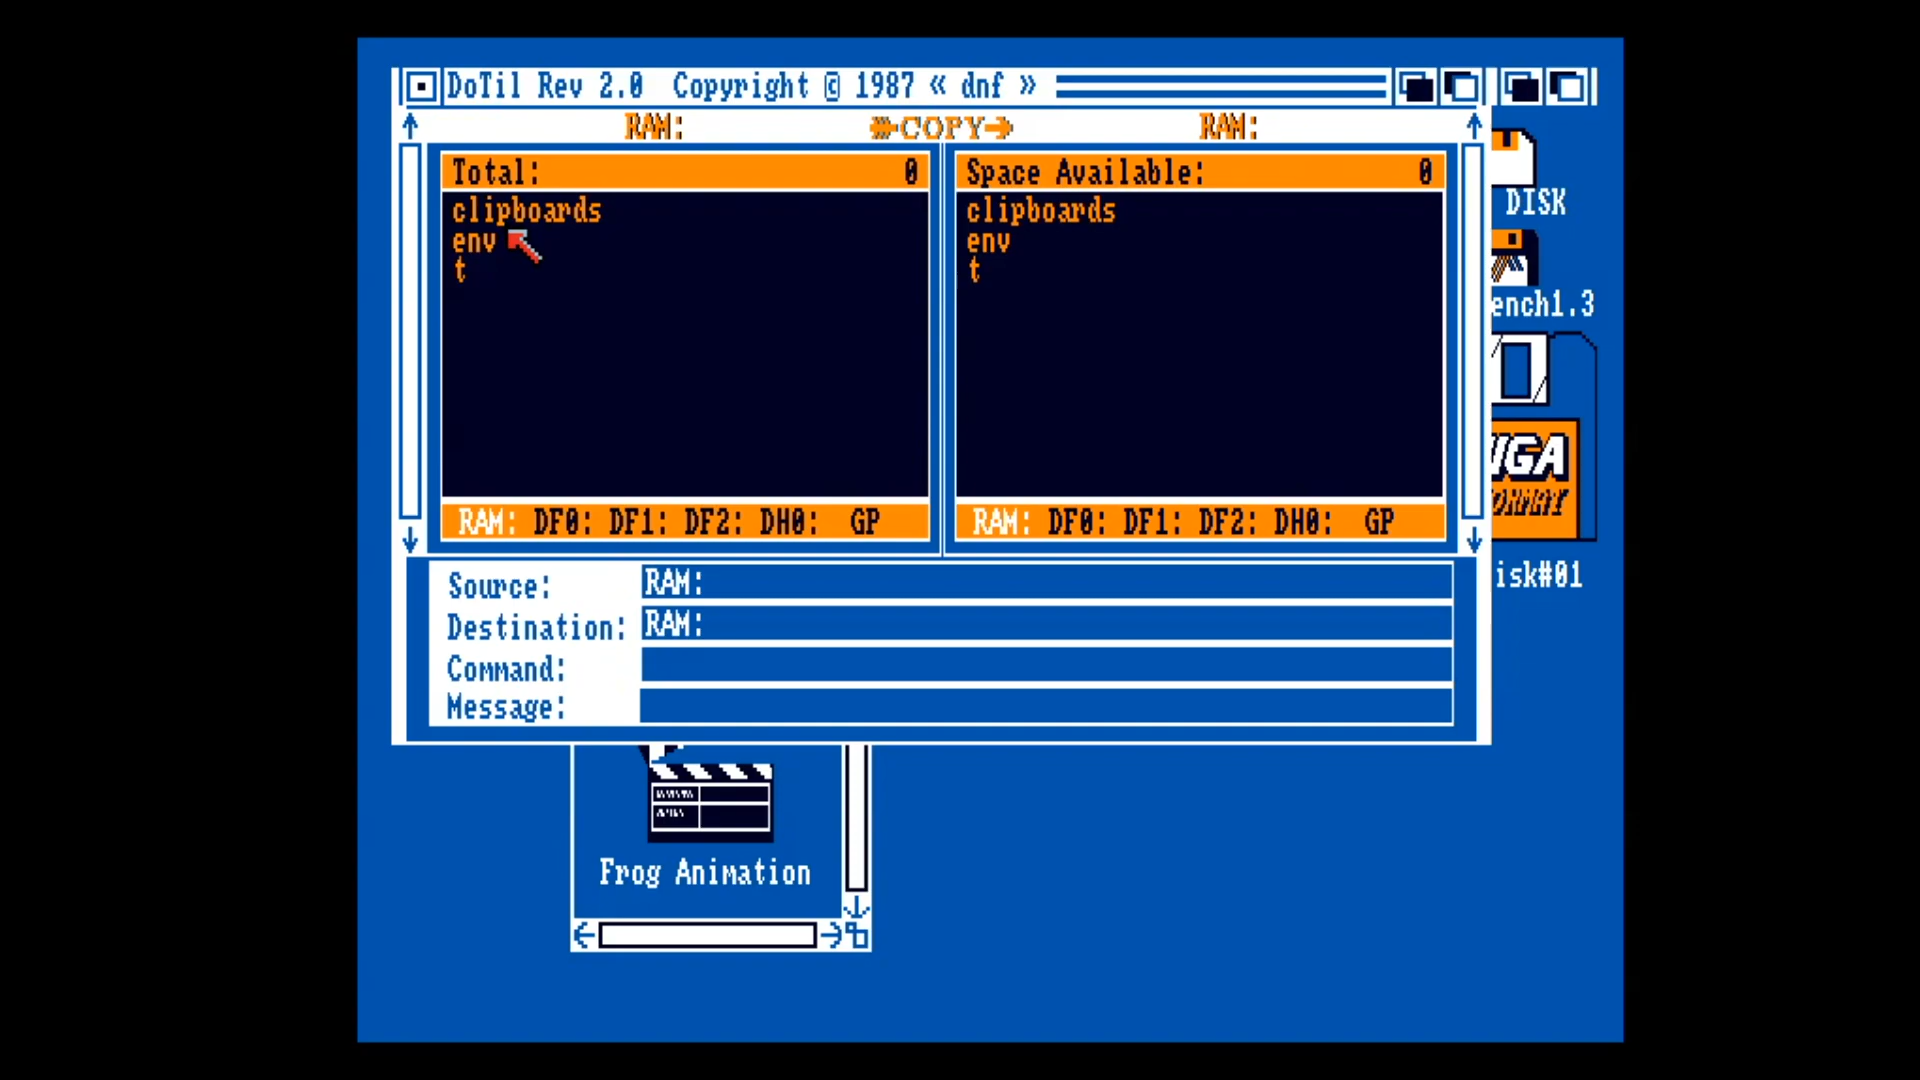 DoTil Rev 2.0 Copyright © 1987 « dnf »
RAM: COPY RAM:
Total: 0
clipboards
env
t
RAM: DF0: DF1: DF2: DH0: GP
Space Available: 0
clipboards
env
t
RAM: DF0: DF1: DF2: DH0: GP
Source: RAM:
Destination: RAM:
Command:
Message:
DISK
ench1.3
IGA
isk#01
Frog Animation